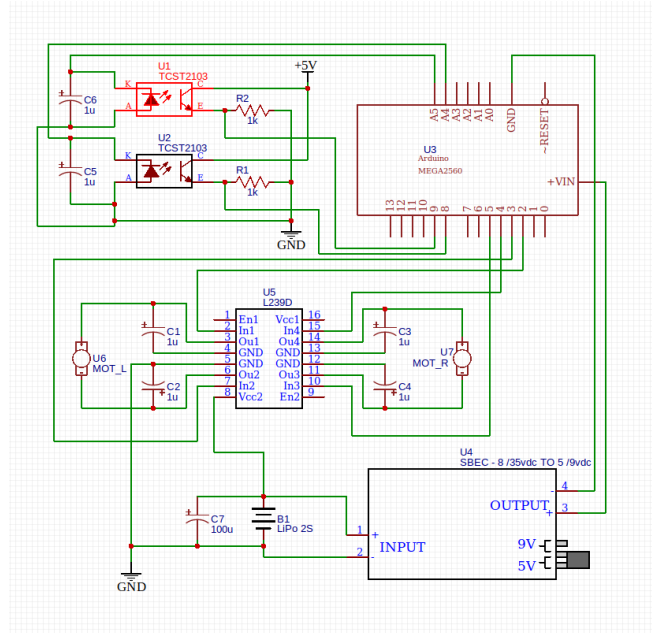 U1
TCST2103
+5V
K
C
A
E
C6
1u
R2
1k
U2
TCST2103
K
C
A
E
C5
1u
R1
1k
GND
A5
A4
A3
A2
A1
A0
GND
~RESET
U3
Arduino
MEGA2560
+VIN
13
12
11
10
9
8
7
6
5
4
3
2
1
0
U5
L239D
1 En1 Vcc1 16
2 In1 In4 15
3 Ou1 Ou4 14
4 GND GND 13
5 GND GND 12
6 Ou2 Ou3 11
7 In2 In3 10
8 Vcc2 En2 9
C1
1u
C3
1u
U6
MOT_L
U7
MOT_R
C2
1u
C4
1u
U4
SBEC - 8 /35vdc TO 5 /9vdc
- 4
OUTPUT
+ 3
C7
100u
B1
LiPo 2S
1 +
INPUT
2 -
9V
5V
GND